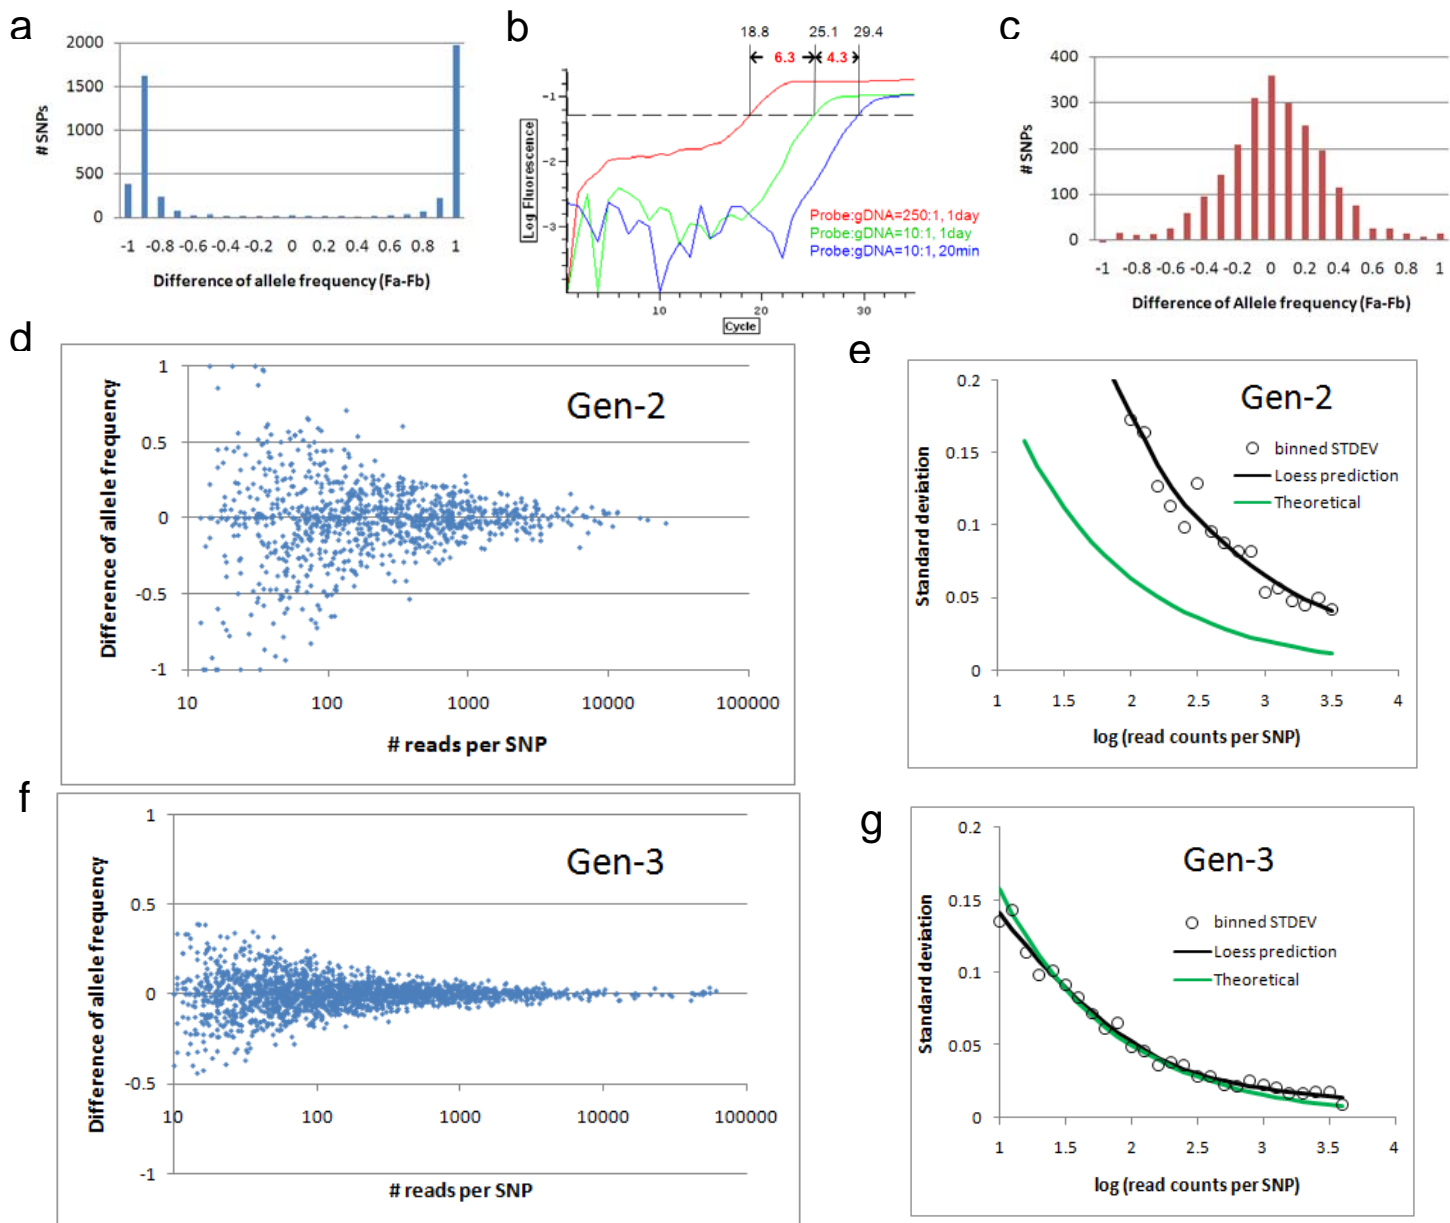 a
2000
1500
1000
500
0
# SNPs
-1 -0.8 -0.6 -0.4 -0.2 0 0.2 0.4 0.6 0.8 1
Difference of allele frequency (Fa-Fb)
b
18.8 25.1 29.4
6.3 4.3
-1
-2
-3
Log Fluorescence
Probe:gDNA=250:1, 1day
Probe:gDNA=10:1, 1day
Probe:gDNA=10:1, 20min
10 20 30
Cycle
c
400
300
200
100
0
#SNPs
-1 -0.8 -0.6 -0.4 -0.2 0 0.2 0.4 0.6 0.8 1
Difference of Allele frequency (Fa-Fb)
d
Gen-2
1
0.5
0
-0.5
-1
Difference of allele frequency
10 100 1000 10000 100000
# reads per SNP
e
Gen-2
0.2
0.15
0.1
0.05
0
Standard deviation
binned STDEV
Loess prediction
Theoretical
1 1.5 2 2.5 3 3.5 4
log (read counts per SNP)
f
Gen-3
1
0.5
0
-0.5
-1
Difference of allele frequency
10 100 1000 10000 100000
# reads per SNP
g
Gen-3
0.2
0.15
0.1
0.05
0
Standard deviation
binned STDEV
Loess prediction
Theoretical
1 1.5 2 2.5 3 3.5 4
log (read counts per SNP)